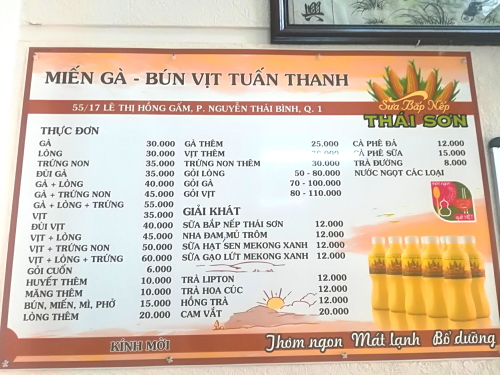 MIẾN GÀ - BÚN VỊT TUẤN THANH
55/17 LÊ THỊ HỒNG GẤM, P. NGUYỄN THÁI BÌNH, Q. 1
Sữa Bắp Nếp
THÁI SƠN
THỰC ĐƠN
GÀ 30.000
LÒNG 30.000
TRỨNG NON 35.000
ĐÙI GÀ 35.000
GÀ + LÒNG 40.000
GÀ + TRỨNG NON 45.000
GÀ + LÒNG + TRỨNG 55.000
VỊT 35.000
ĐÙI VỊT 40.000
VỊT + LÒNG 45.000
VỊT + TRỨNG NON 50.000
VỊT + LÒNG + TRỨNG 60.000
GỎI CUỐN 6.000
HUYẾT THÊM 10.000
MĂNG THÊM 10.000
BÚN, MIẾN, MÌ, PHỞ 15.000
LÒNG THÊM 20.000
GÀ THÊM 25.000
VỊT THÊM
TRỨNG NON THÊM 30.000
GỎI LÒNG 50 - 80.000
GỎI GÀ 70 - 100.000
GỎI VỊT 80 - 110.000
GIẢI KHÁT
SỮA BẮP NẾP THÁI SƠN 12.000
NHA ĐAM,MỦ TRÔM 12.000
SỮA HẠT SEN MEKONG XANH 12.000
SỮA GẠO LỨT MEKONG XANH 12.000
TRÀ LIPTON 12.000
TRÀ HOA CÚC 12.000
HỒNG TRÀ 12.000
CAM VẮT 20.000
CÀ PHÊ ĐÁ 12.000
CÀ PHÊ SỮA 15.000
TRÀ ĐƯỜNG 8.000
NƯỚC NGỌT CÁC LOẠI
KÍNH MỜI
Thơm ngon Mát lạnh Bổ dưỡng